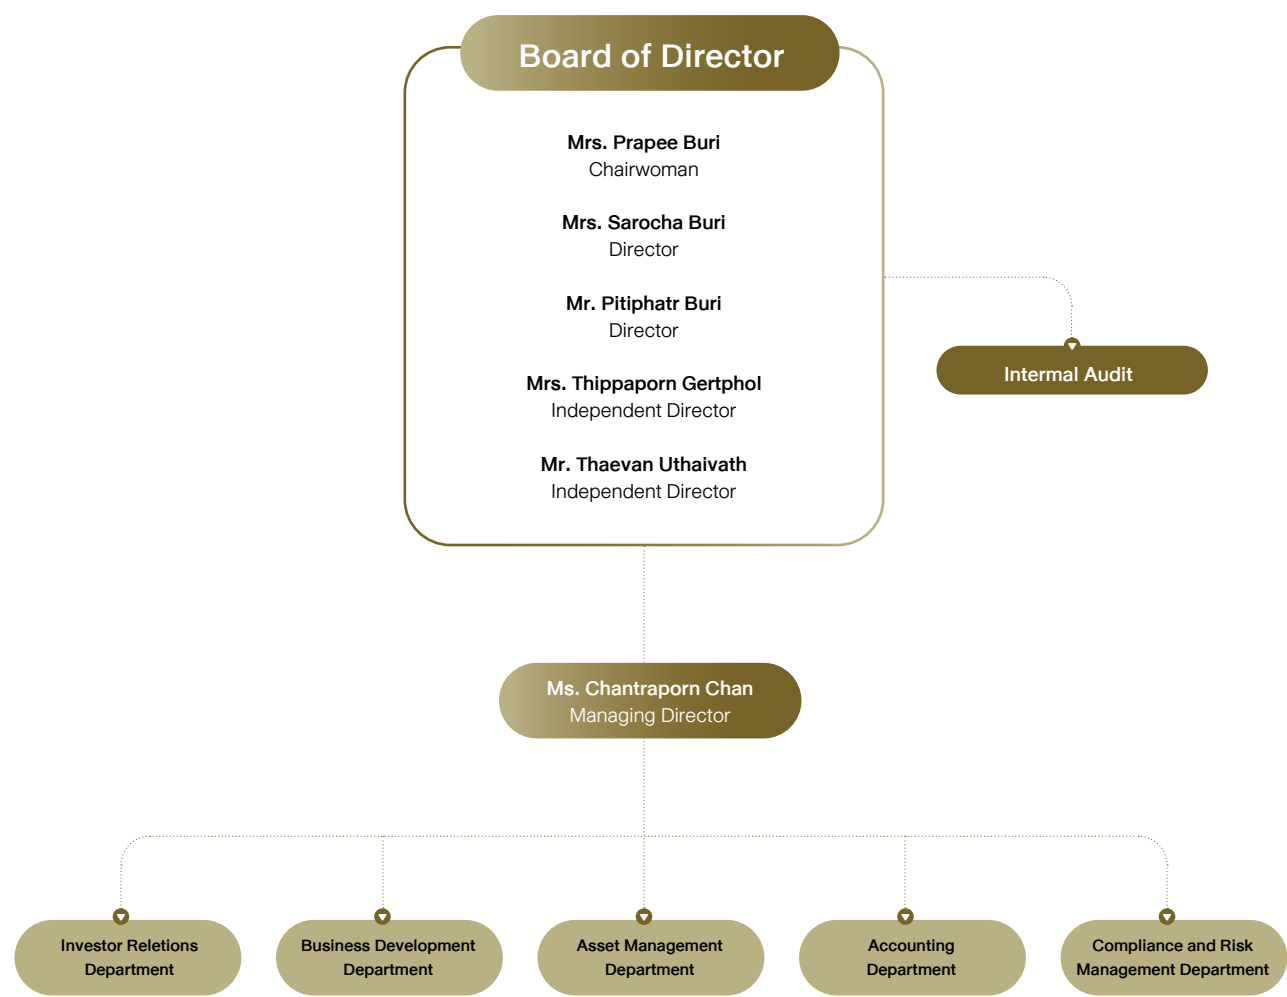 Board of Director
Mrs. Prapee Buri
Chairwoman
Mrs. Sarocha Buri
Director
Mr. Pitiphatr Buri
Director
Mrs. Thippaporn Gertphol
Independent Director
Mr. Thaevan Uthaivath
Independent Director
Intermal Audit
Ms. Chantraporn Chan
Managing Director
Investor Reletions
Department
Business Development
Department
Asset Management
Department
Accounting
Department
Compliance and Risk
Management Department